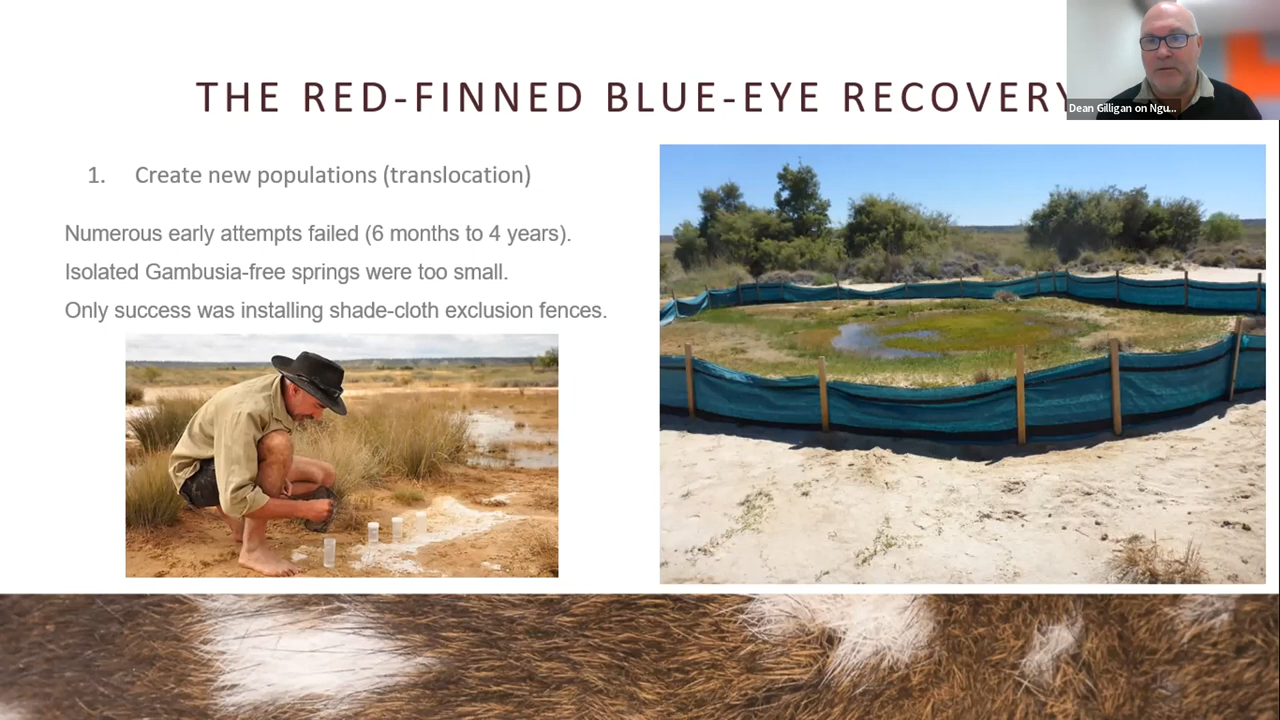 THE RED-FINNED BLUE-EYE RECOVERY
Dean Gilligan on Ngu...
1. Create new populations (translocation)
Numerous early attempts failed (6 months to 4 years).
Isolated Gambusia-free springs were too small.
Only success was installing shade-cloth exclusion fences.